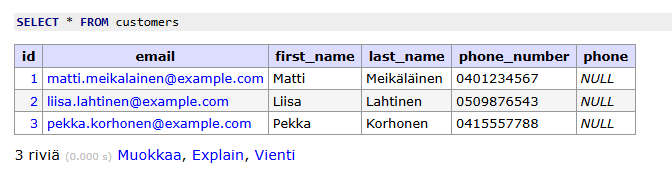 SELECT * FROM customers
id email first_name last_name phone_number phone
1 matti.meikalainen@example.com Matti Meikäläinen 0401234567 NULL
2 liisa.lahtinen@example.com Liisa Lahtinen 0509876543 NULL
3 pekka.korhonen@example.com Pekka Korhonen 0415557788 NULL
3 riviä (0.000 s) Muokkaa, Explain, Vienti